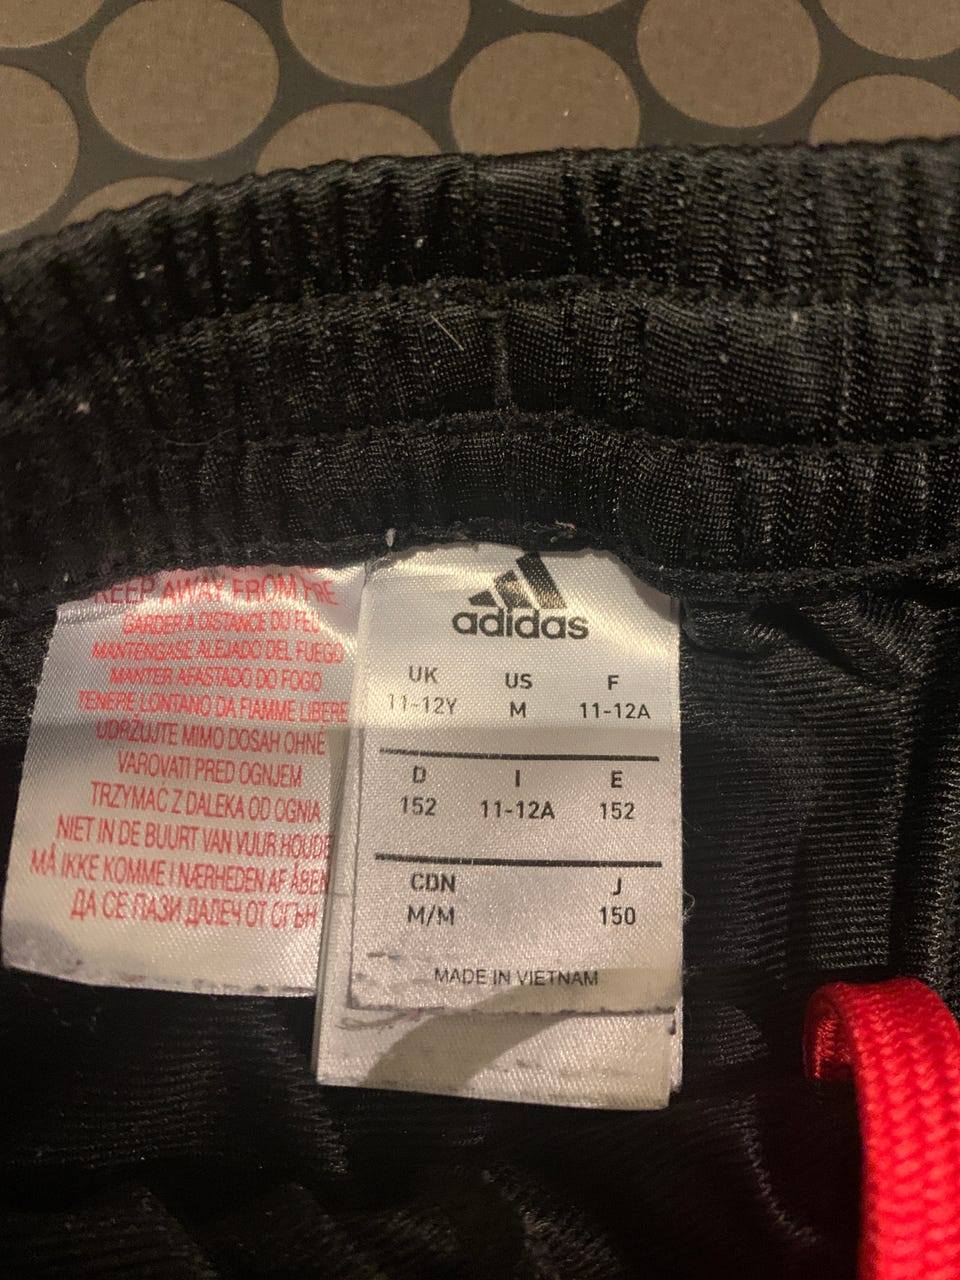 KEEP AWAY FROM FIRE
GARDER A DISTANCE DU FEU
MANTENGASE ALEJADO DEL FUEGO
MANTER AFASTADO DO FOGO
TENERE LONTANO DA FIAMME LIBERE
UDRŽUJTE MIMO DOSAH OHNĚ
VAROVATI PRED OGNJEM
TRZYMAĆ Z DALEKA OD OGNIA
NIET IN DE BUURT VAN VUUR HOUDE
MÅ IKKE KOMME I NÆRHEDEN AF ÅBEN
ДА СЕ ПАЗИ ДАЛЕЧ ОТ ОГЪН
adidas
UK US F
11-12Y M 11-12A
D I E
152 11-12A 152
CDN J
M/M 150
MADE IN VIETNAM